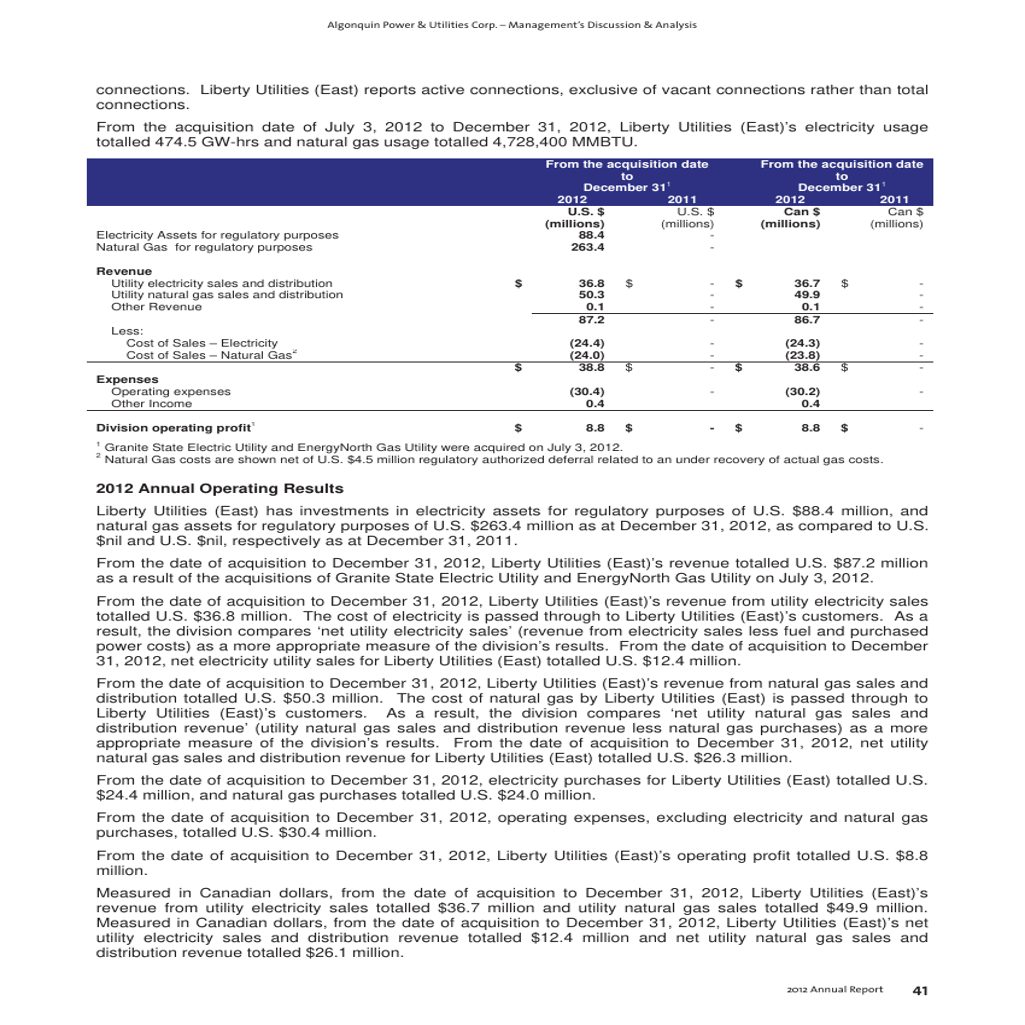 Algonquin Power & Utilities Corp. – Management's Discussion & Analysis
connections. Liberty Utilities (East) reports active connections, exclusive of vacant connections rather than total
connections.
From the acquisition date of July 3, 2012 to December 31, 2012, Liberty Utilities (East)'s electricity usage
totalled 474.5 GW-hrs and natural gas usage totalled 4,728,400 MMBTU.
From the acquisition date From the acquisition date
to to
December 31¹ December 31¹
2012 2011 2012 2011
U.S. $ U.S. $ Can $ Can $
(millions) (millions) (millions) (millions)
Electricity Assets for regulatory purposes 88.4 -
Natural Gas for regulatory purposes 263.4 -
Revenue
Utility electricity sales and distribution $ 36.8 $ - $ 36.7 $ -
Utility natural gas sales and distribution 50.3 - 49.9 -
Other Revenue 0.1 - 0.1 -
87.2 - 86.7 -
Less:
Cost of Sales – Electricity (24.4) - (24.3) -
Cost of Sales – Natural Gas² (24.0) - (23.8) -
$ 38.8 $ - $ 38.6 $ -
Expenses
Operating expenses (30.4) - (30.2) -
Other Income 0.4 0.4
Division operating profit¹ $ 8.8 $ - $ 8.8 $ -
¹ Granite State Electric Utility and EnergyNorth Gas Utility were acquired on July 3, 2012.
² Natural Gas costs are shown net of U.S. $4.5 million regulatory authorized deferral related to an under recovery of actual gas costs.
2012 Annual Operating Results
Liberty Utilities (East) has investments in electricity assets for regulatory purposes of U.S. $88.4 million, and
natural gas assets for regulatory purposes of U.S. $263.4 million as at December 31, 2012, as compared to U.S.
$nil and U.S. $nil, respectively as at December 31, 2011.
From the date of acquisition to December 31, 2012, Liberty Utilities (East)'s revenue totalled U.S. $87.2 million
as a result of the acquisitions of Granite State Electric Utility and EnergyNorth Gas Utility on July 3, 2012.
From the date of acquisition to December 31, 2012, Liberty Utilities (East)'s revenue from utility electricity sales
totalled U.S. $36.8 million. The cost of electricity is passed through to Liberty Utilities (East)'s customers. As a
result, the division compares 'net utility electricity sales' (revenue from electricity sales less fuel and purchased
power costs) as a more appropriate measure of the division's results. From the date of acquisition to December
31, 2012, net electricity utility sales for Liberty Utilities (East) totalled U.S. $12.4 million.
From the date of acquisition to December 31, 2012, Liberty Utilities (East)'s revenue from natural gas sales and
distribution totalled U.S. $50.3 million. The cost of natural gas by Liberty Utilities (East) is passed through to
Liberty Utilities (East)'s customers. As a result, the division compares 'net utility natural gas sales and
distribution revenue' (utility natural gas sales and distribution revenue less natural gas purchases) as a more
appropriate measure of the division's results. From the date of acquisition to December 31, 2012, net utility
natural gas sales and distribution revenue for Liberty Utilities (East) totalled U.S. $26.3 million.
From the date of acquisition to December 31, 2012, electricity purchases for Liberty Utilities (East) totalled U.S.
$24.4 million, and natural gas purchases totalled U.S. $24.0 million.
From the date of acquisition to December 31, 2012, operating expenses, excluding electricity and natural gas
purchases, totalled U.S. $30.4 million.
From the date of acquisition to December 31, 2012, Liberty Utilities (East)'s operating profit totalled U.S. $8.8
million.
Measured in Canadian dollars, from the date of acquisition to December 31, 2012, Liberty Utilities (East)'s
revenue from utility electricity sales totalled $36.7 million and utility natural gas sales totalled $49.9 million.
Measured in Canadian dollars, from the date of acquisition to December 31, 2012, Liberty Utilities (East)'s net
utility electricity sales and distribution revenue totalled $12.4 million and net utility natural gas sales and
distribution revenue totalled $26.1 million.
2012 Annual Report 41